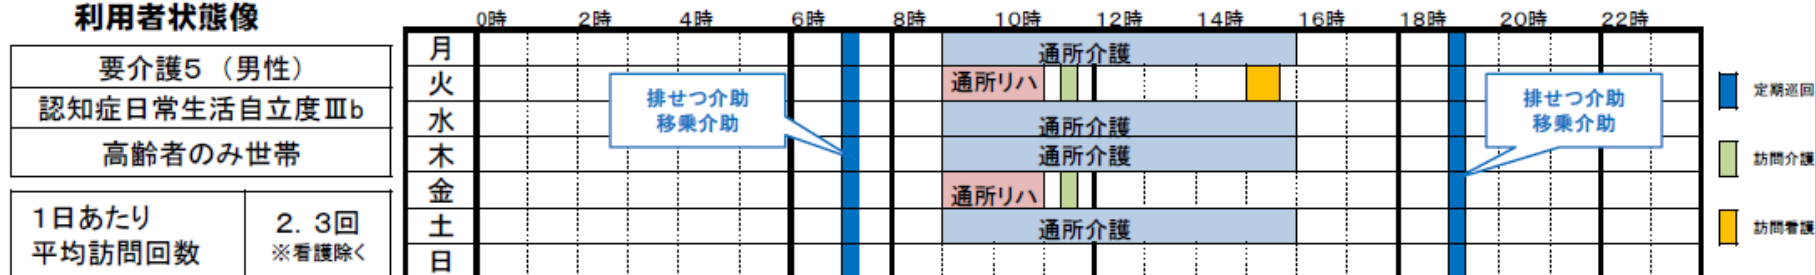 利用者状態像
0時 2時 4時 6時 8時 10時 12時 14時 16時 18時 20時 22時
要介護5 (男性)
認知症日常生活自立度Ⅲb
高齢者のみ世帯
1日あたり
平均訪問回数
2. 3回
※看護除く
月 通所介護
火 通所リハ
水 通所介護
木 通所介護
金 通所リハ
土 通所介護
日
排せつ介助
移乗介助
排せつ介助
移乗介助
定期巡回
訪問介護
訪問看護